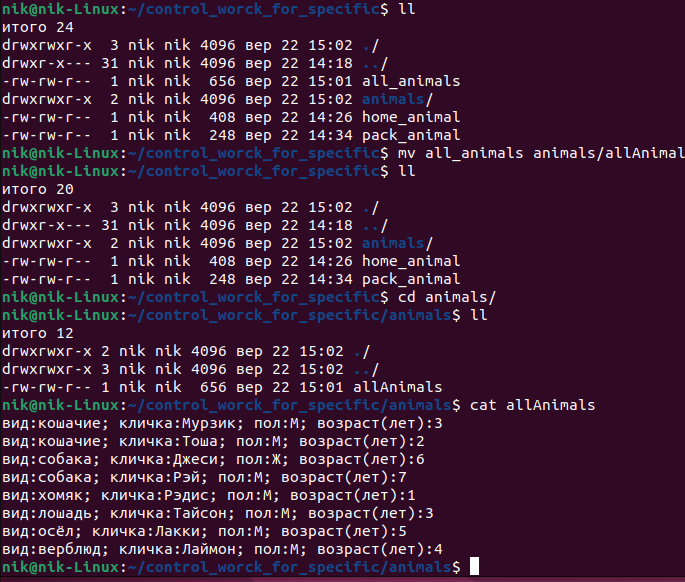 nik@nik-Linux:~/control_worck_for_specific$ ll
итого 24
drwxrwxr-x  3 nik nik 4096 вер 22 15:02 ./
drwxr-x--- 31 nik nik 4096 вер 22 14:18 ../
-rw-rw-r--  1 nik nik  656 вер 22 15:01 all_animals
drwxrwxr-x  2 nik nik 4096 вер 22 15:02 animals/
-rw-rw-r--  1 nik nik  408 вер 22 14:26 home_animal
-rw-rw-r--  1 nik nik  248 вер 22 14:34 pack_animal
nik@nik-Linux:~/control_worck_for_specific$ mv all_animals animals/allAnimal
nik@nik-Linux:~/control_worck_for_specific$ ll
итого 20
drwxrwxr-x  3 nik nik 4096 вер 22 15:02 ./
drwxr-x--- 31 nik nik 4096 вер 22 14:18 ../
drwxrwxr-x  2 nik nik 4096 вер 22 15:02 animals/
-rw-rw-r--  1 nik nik  408 вер 22 14:26 home_animal
-rw-rw-r--  1 nik nik  248 вер 22 14:34 pack_animal
nik@nik-Linux:~/control_worck_for_specific$ cd animals/
nik@nik-Linux:~/control_worck_for_specific/animals$ ll
итого 12
drwxrwxr-x 2 nik nik 4096 вер 22 15:02 ./
drwxrwxr-x 3 nik nik 4096 вер 22 15:02 ../
-rw-rw-r-- 1 nik nik  656 вер 22 15:01 allAnimals
nik@nik-Linux:~/control_worck_for_specific/animals$ cat allAnimals
вид:кошачие; кличка:Мурзик; пол:М; возраст(лет):3
вид:кошачие; кличка:Тоша; пол:М; возраст(лет):2
вид:собака; кличка:Джеси; пол:Ж; возраст(лет):6
вид:собака; кличка:Рэй; пол:М; возраст(лет):7
вид:хомяк; кличка:Рэдис; пол:М; возраст(лет):1
вид:лошадь; кличка:Тайсон; пол:М; возраст(лет):3
вид:осёл; кличка:Лакки; пол:М; возраст(лет):5
вид:верблюд; кличка:Лаймон; пол:М; возраст(лет):4
nik@nik-Linux:~/control_worck_for_specific/animals$